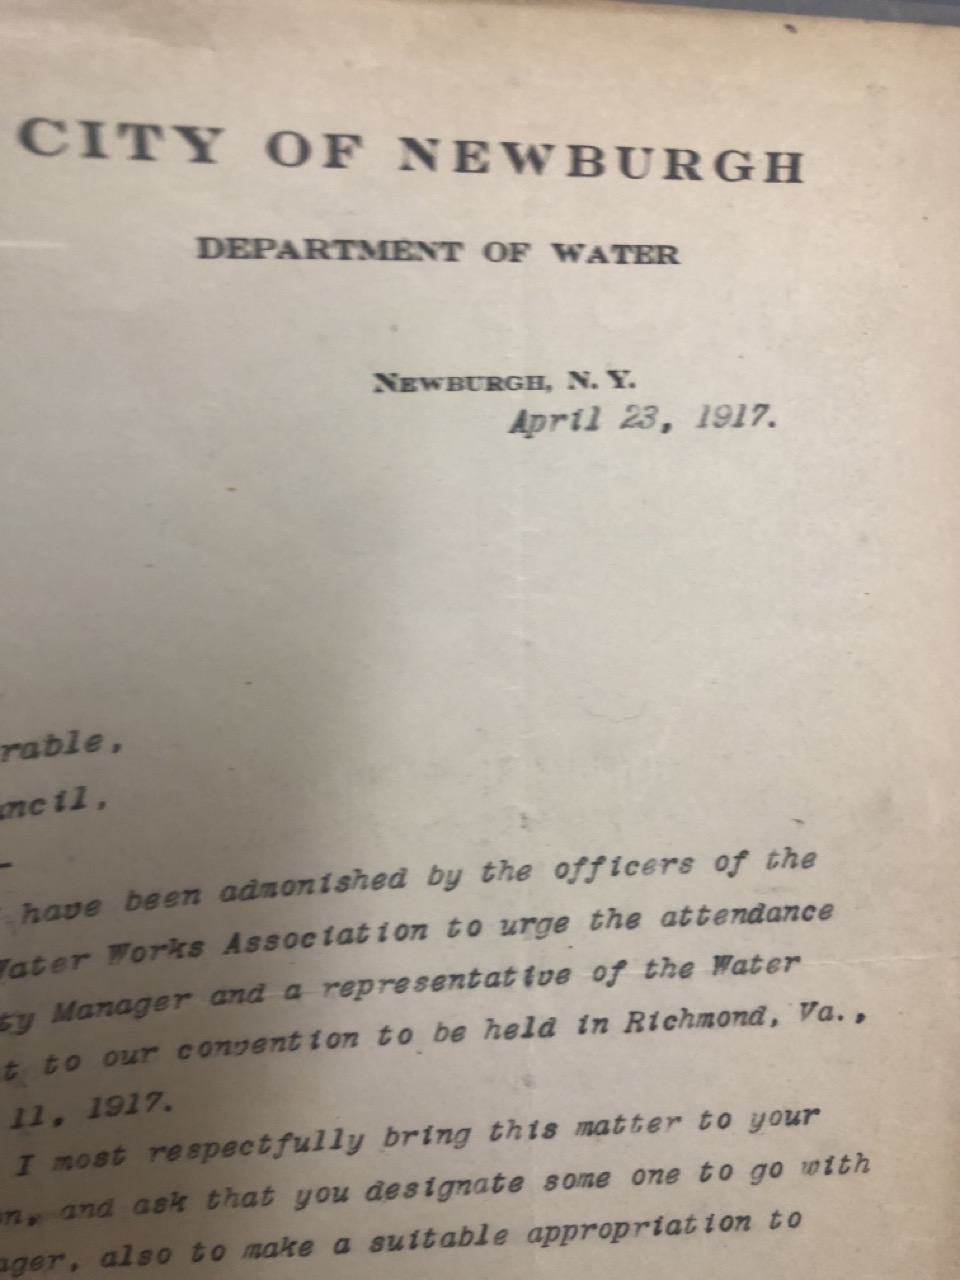 CITY OF NEWBURGH
DEPARTMENT OF WATER
NEWBURGH, N. Y.
April 23, 1917.
rable,
ncil,
have been admonished by the officers of the
Water Works Association to urge the attendance
ty Manager and a representative of the Water
t to our convention to be held in Richmond, Va.,
11, 1917.
I most respectfully bring this matter to your
on, and ask that you designate some one to go with
ager, also to make a suitable appropriation to